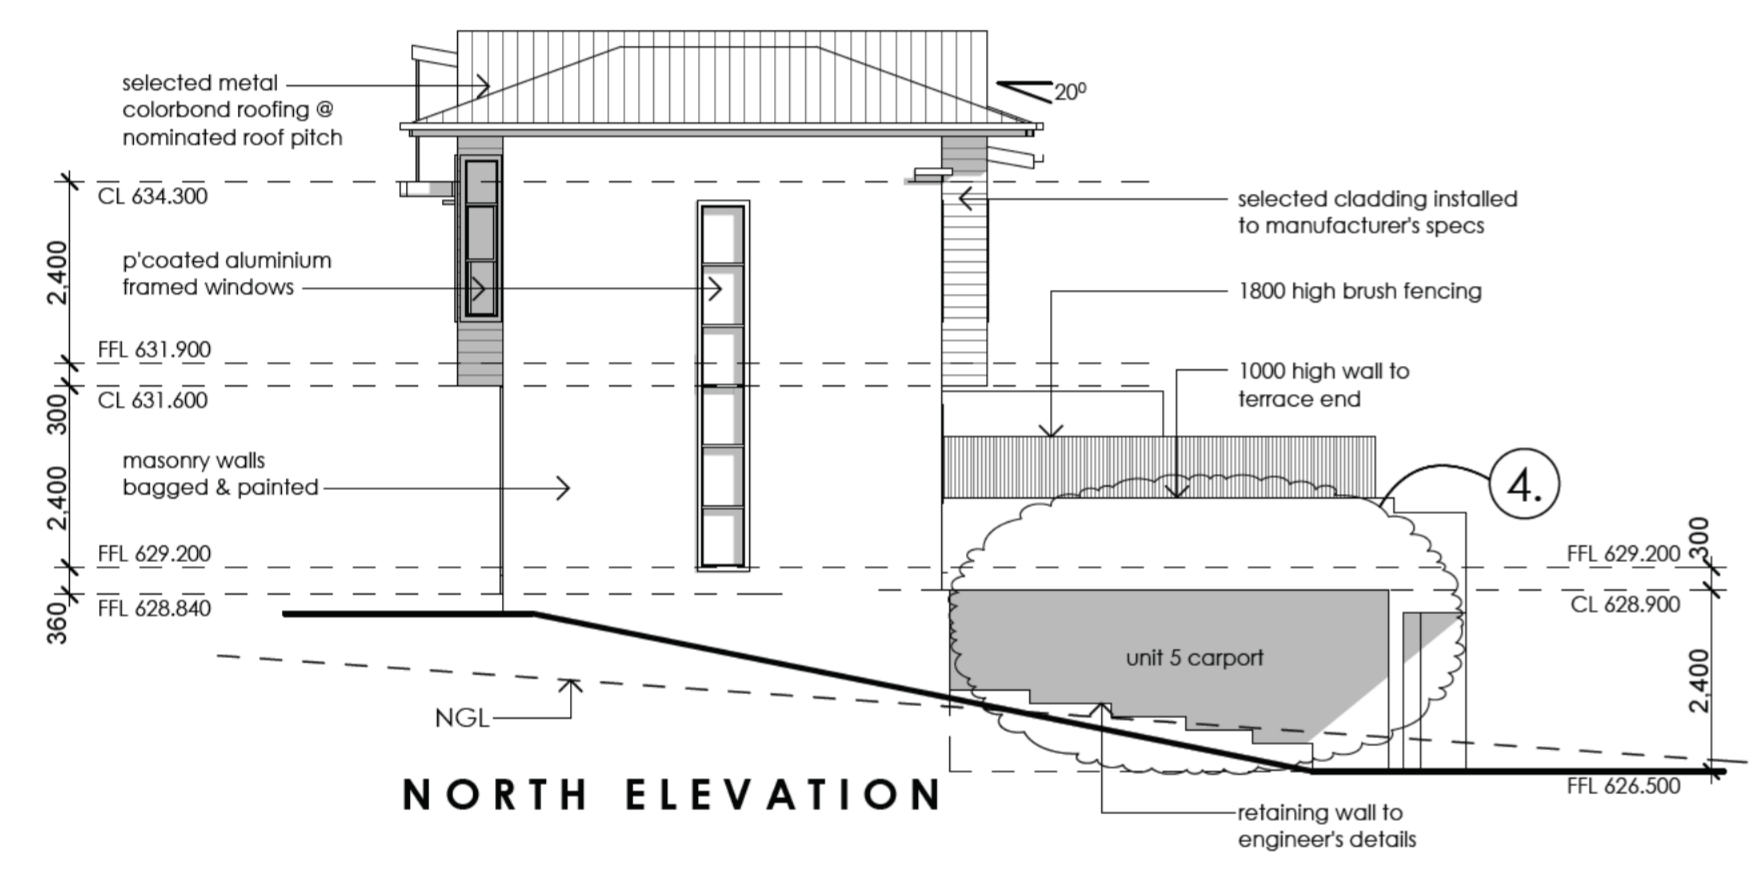 selected metal
colorbond roofing @
nominated roof pitch
20⁰
CL 634.300
selected cladding installed
to manufacturer's specs
2,400
p'coated aluminium
framed windows
1800 high brush fencing
FFL 631.900
CL 631.600
300
1000 high wall to
terrace end
masonry walls
bagged & painted
2,400
4.
FFL 629.200
FFL 629.200
300
FFL 628.840
360
CL 628.900
unit 5 carport
2,400
NGL
NORTH ELEVATION
FFL 626.500
retaining wall to
engineer's details